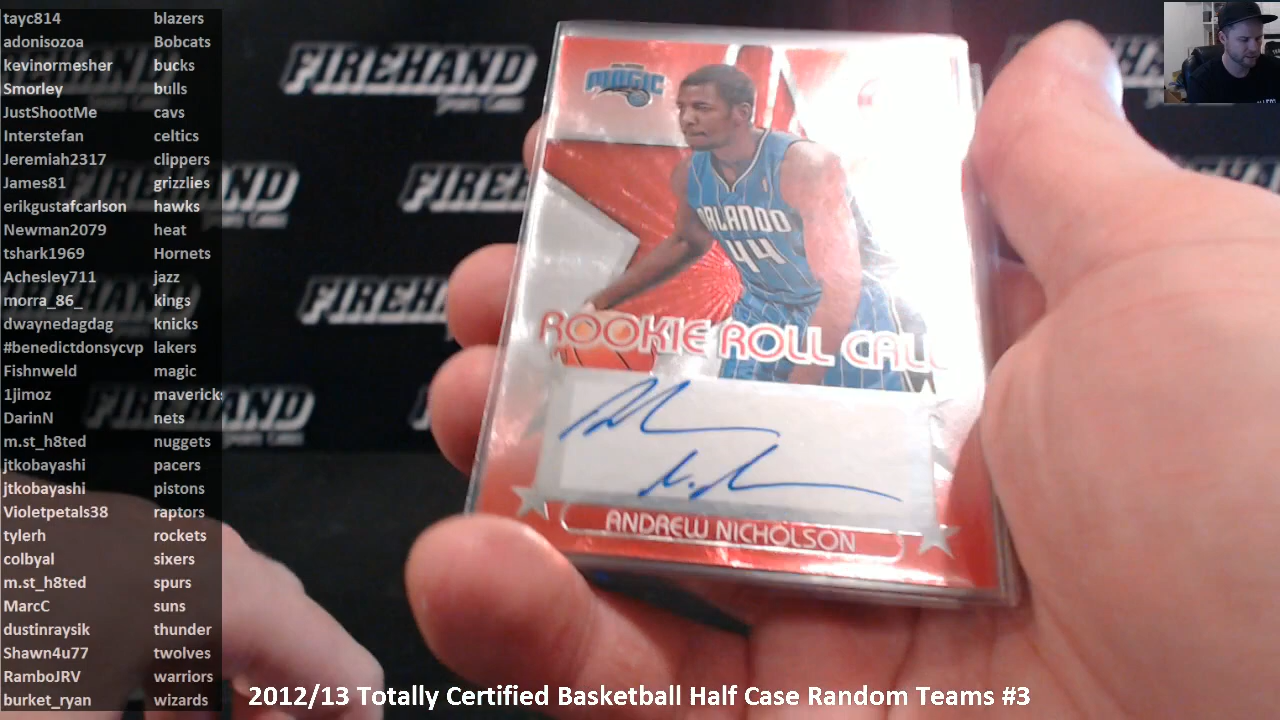 tayc814 blazers
adonisozoa Bobcats
kevinormesher bucks
Smorley bulls
JustShootMe cavs
Interstefan celtics
Jeremiah2317 clippers
James81 grizzlies
erikgustafcarlson hawks
Newman2079 heat
tshark1969 Hornets
Achesley711 jazz
morra_86_ kings
dwaynedagdag knicks
#benedictdonsycvp lakers
Fishnweld magic
1jimoz mavericks
DarinN nets
m.st_h8ted nuggets
jtkobayashi pacers
jtkobayashi pistons
Violetpetals38 raptors
tylerh rockets
colbyal sixers
m.st_h8ted spurs
MarcC suns
dustinraysik thunder
Shawn4u77 twolves
RamboJRV warriors
burket_ryan wizards
FIREHAND
FIREHAND
FIREHAND
FIREHAND
MAGIC
ORLANDO
44
ROOKIE ROLL CALL
ANDREW NICHOLSON
2012/13 Totally Certified Basketball Half Case Random Teams #3